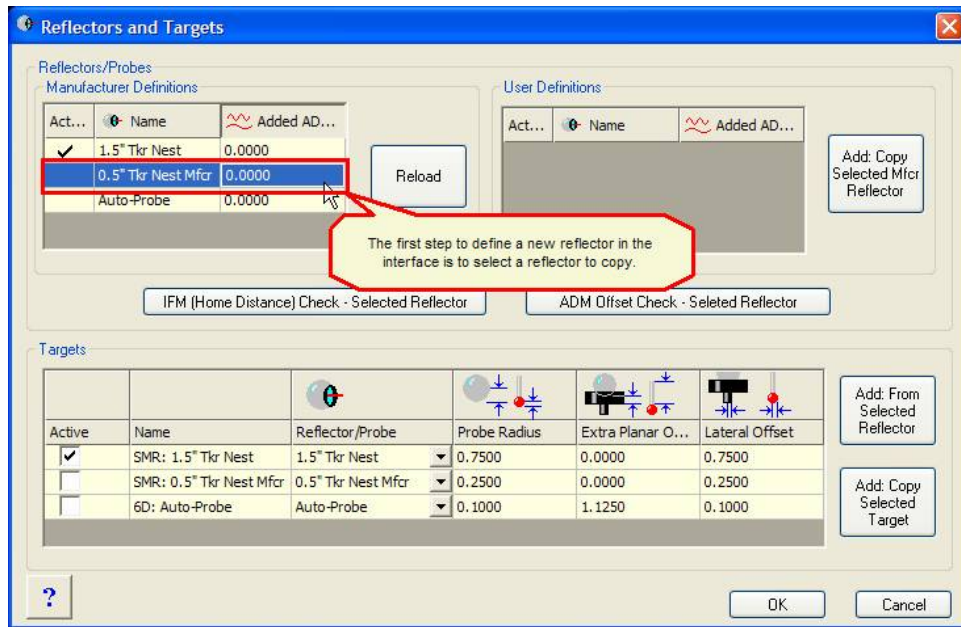 Reflectors and Targets
Reflectors/Probes
Manufacturer Definitions
Act... Name Added AD...
1.5" Tkr Nest 0.0000
0.5" Tkr Nest Mfcr 0.0000
Auto-Probe 0.0000
Reload
User Definitions
Act... Name Added AD...
Add: Copy
Selected Mfcr
Reflector
The first step to define a new reflector in the
interface is to select a reflector to copy.
IFM (Home Distance) Check - Selected Reflector
ADM Offset Check - Seleted Reflector
Targets
Active Name Reflector/Probe Probe Radius Extra Planar O... Lateral Offset
SMR: 1.5" Tkr Nest 1.5" Tkr Nest 0.7500 0.0000 0.7500
SMR: 0.5" Tkr Nest Mfcr 0.5" Tkr Nest Mfcr 0.2500 0.0000 0.2500
6D: Auto-Probe Auto-Probe 0.1000 1.1250 0.1000
Add: From
Selected
Reflector
Add: Copy
Selected
Target
?
OK
Cancel